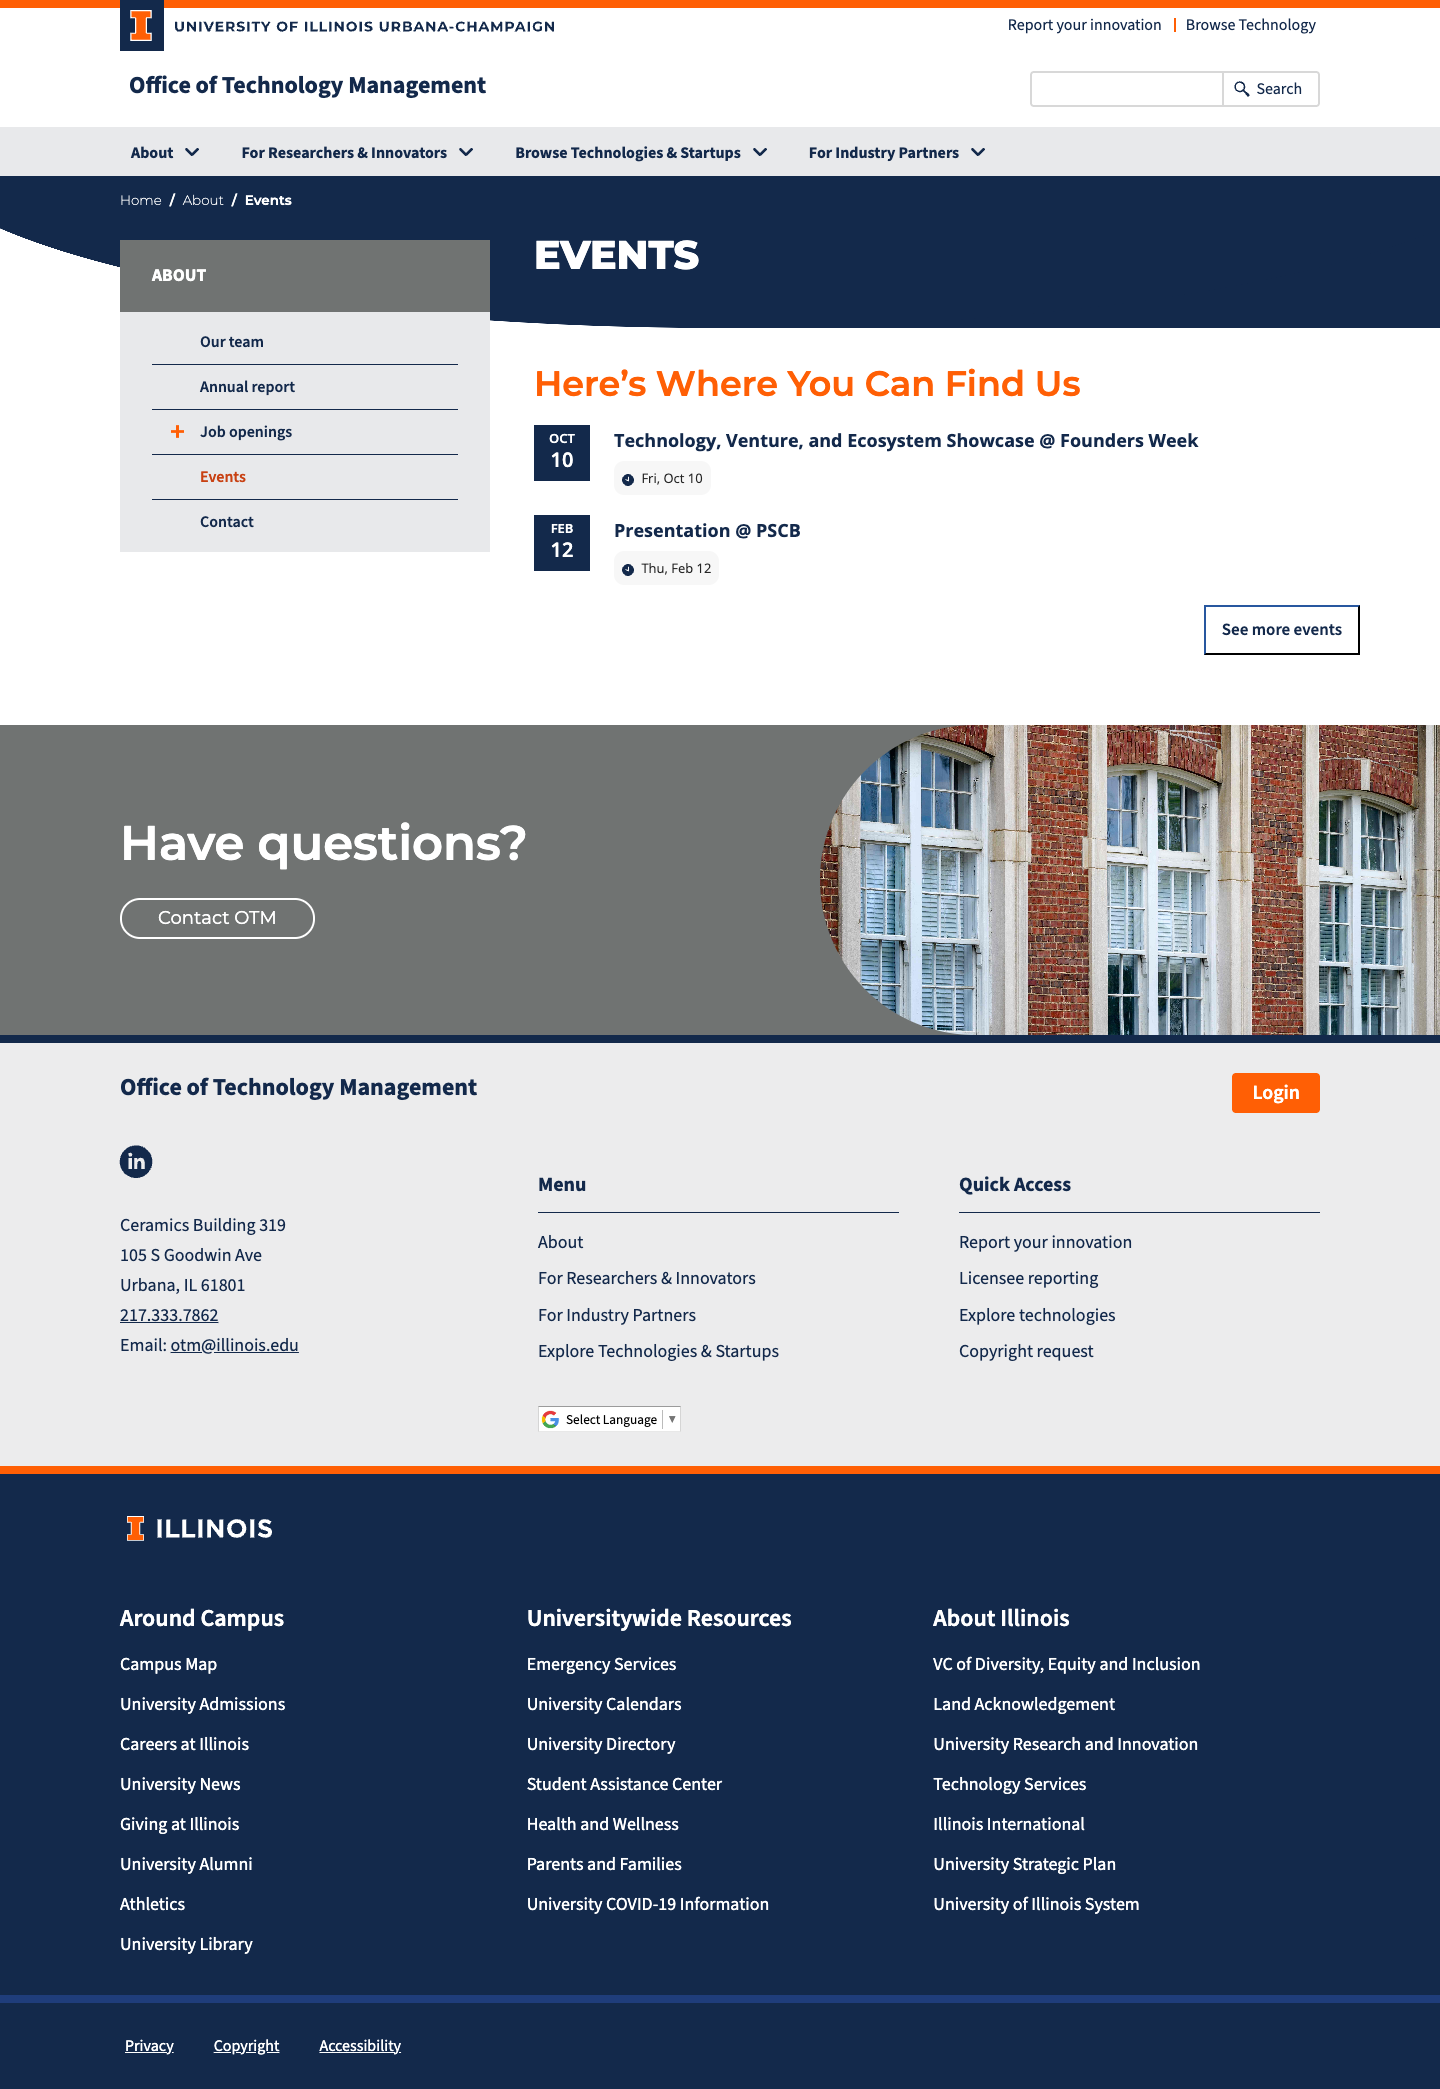 UNIVERSITY OF ILLINOIS URBANA-CHAMPAIGN
Report your innovation
Browse Technology
Office of Technology Management
Search
About
For Researchers & Innovators
Browse Technologies & Startups
For Industry Partners
Home / About / Events
EVENTS
ABOUT
Our team
Annual report
Job openings
Events
Contact
Here's Where You Can Find Us
OCT
10
Technology, Venture, and Ecosystem Showcase @ Founders Week
Fri, Oct 10
FEB
12
Presentation @ PSCB
Thu, Feb 12
See more events
Have questions?
Contact OTM
Office of Technology Management
Login
in
Ceramics Building 319
105 S Goodwin Ave
Urbana, IL 61801
217.333.7862
Email: otm@illinois.edu
Menu
About
For Researchers & Innovators
For Industry Partners
Explore Technologies & Startups
Quick Access
Report your innovation
Licensee reporting
Explore technologies
Copyright request
Select Language
ILLINOIS
Around Campus
Campus Map
University Admissions
Careers at Illinois
University News
Giving at Illinois
University Alumni
Athletics
University Library
Universitywide Resources
Emergency Services
University Calendars
University Directory
Student Assistance Center
Health and Wellness
Parents and Families
University COVID-19 Information
About Illinois
VC of Diversity, Equity and Inclusion
Land Acknowledgement
University Research and Innovation
Technology Services
Illinois International
University Strategic Plan
University of Illinois System
Privacy
Copyright
Accessibility